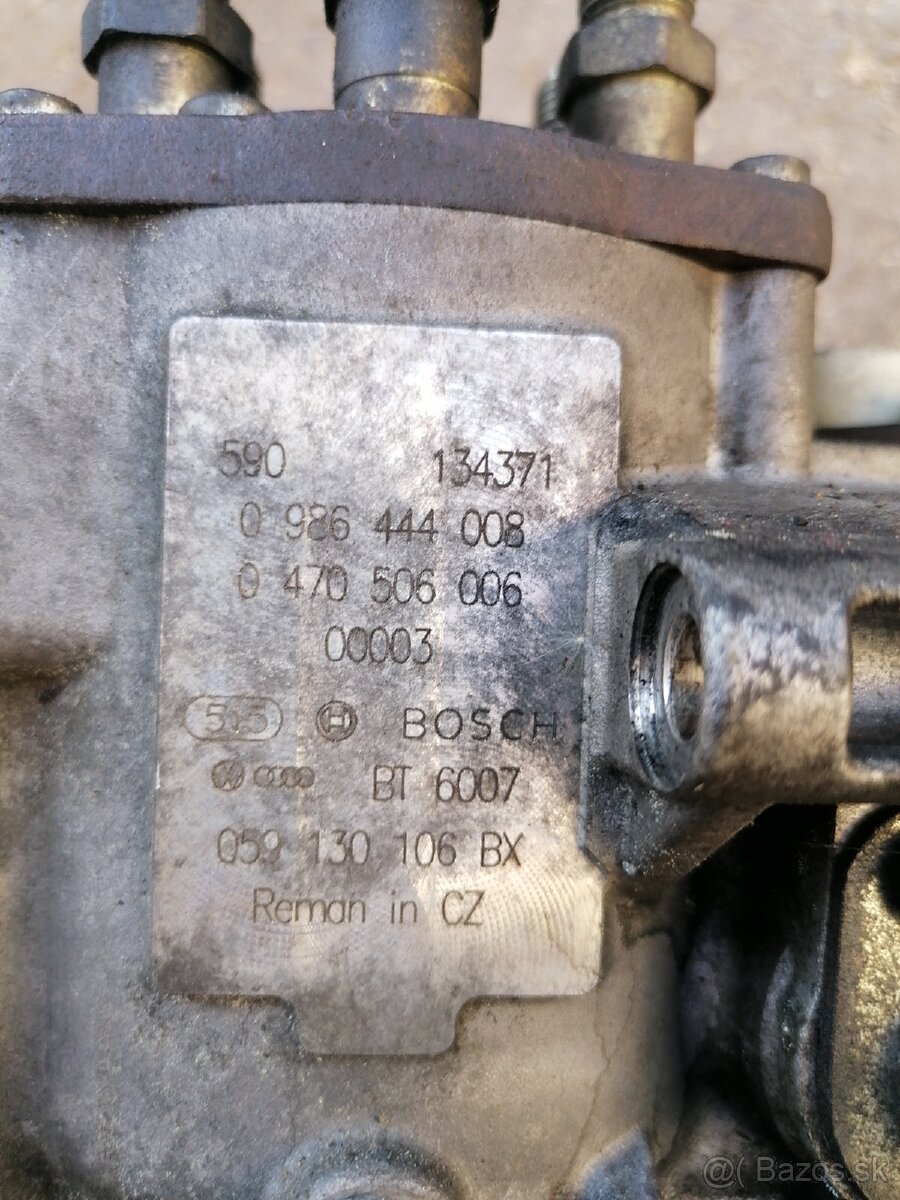 590 134371
0 986 444 008
0 470 506 006
00003
BOSCH
BT 6007
059 130 106 BX
Reman in CZ
@( Bazos.sk